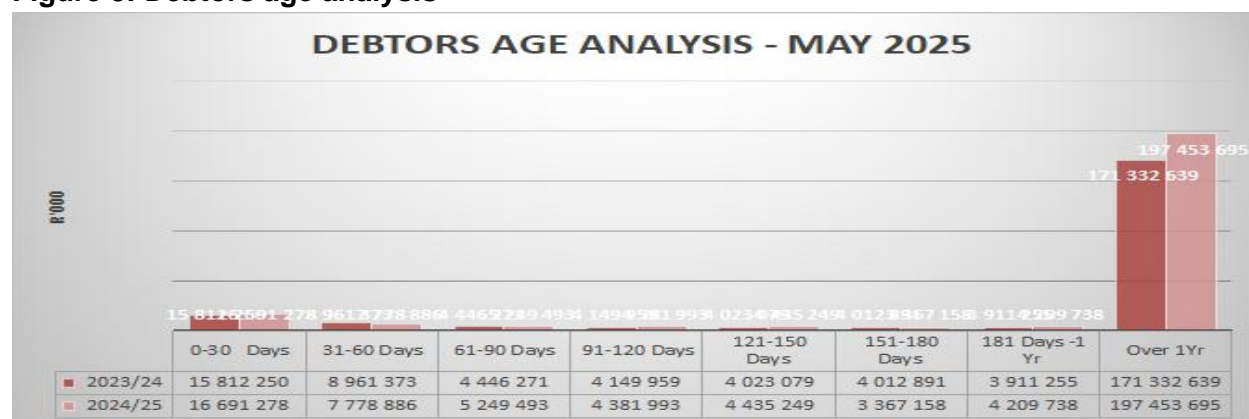 Figure 3: Debtors age analysis
DEBTORS AGE ANALYSIS - MAY 2025
197 453 695
171 332 639
R'000
0-30 Days 31-60 Days 61-90 Days 91-120 Days 121-150 Days 151-180 Days 181 Days -1 Yr Over 1Yr
2023/24 15 812 250 8 961 373 4 446 271 4 149 959 4 023 079 4 012 891 3 911 255 171 332 639
2024/25 16 691 278 7 778 886 5 249 493 4 381 993 4 435 249 3 367 158 4 209 738 197 453 695